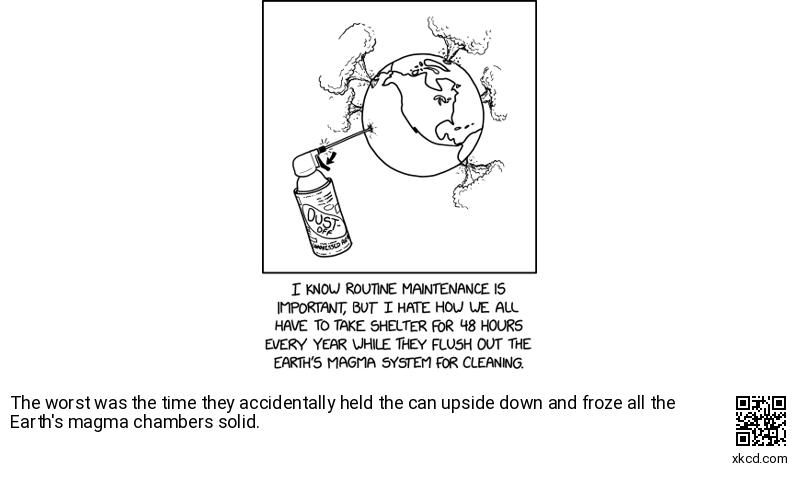 DUST-
OFF
COMPRESSED AIR
I KNOW ROUTINE MAINTENANCE IS
IMPORTANT, BUT I HATE HOW WE ALL
HAVE TO TAKE SHELTER FOR 48 HOURS
EVERY YEAR WHILE THEY FLUSH OUT THE
EARTH'S MAGMA SYSTEM FOR CLEANING.
The worst was the time they accidentally held the can upside down and froze all the
Earth's magma chambers solid.
xkcd.com